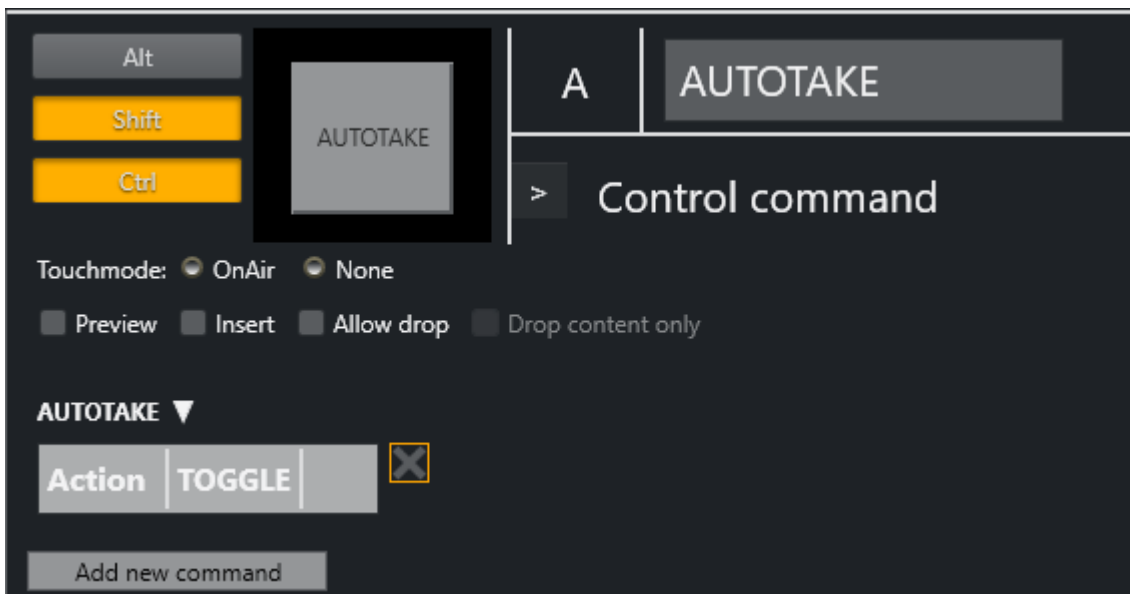 Alt
Shift
Ctrl
AUTOTAKE
A
AUTOTAKE
> Control command
Touchmode: OnAir None
Preview Insert Allow drop Drop content only
AUTOTAKE ▼
Action TOGGLE
Add new command